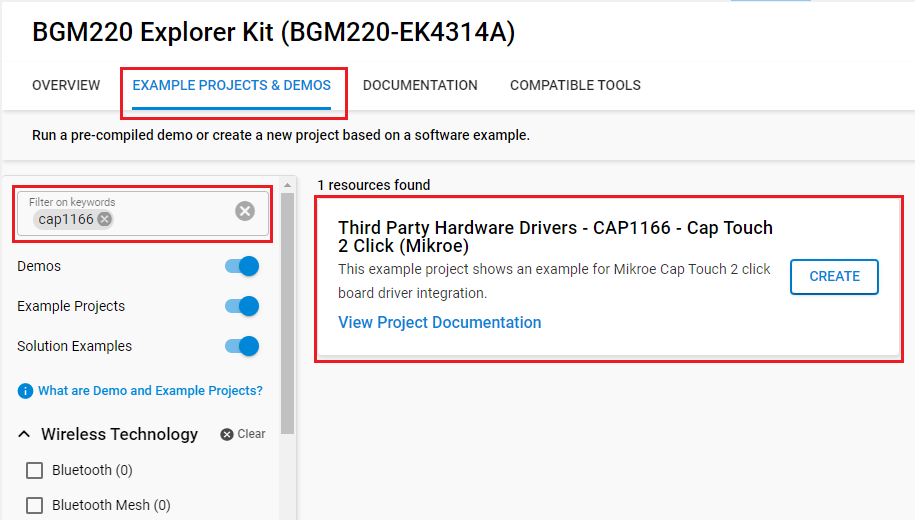 BGM220 Explorer Kit (BGM220-EK4314A)
OVERVIEW
EXAMPLE PROJECTS & DEMOS
DOCUMENTATION
COMPATIBLE TOOLS
Run a pre-compiled demo or create a new project based on a software example.
Filter on keywords
cap1166
Demos
Example Projects
Solution Examples
What are Demo and Example Projects?
Wireless Technology
Clear
Bluetooth (0)
Bluetooth Mesh (0)
1 resources found
Third Party Hardware Drivers - CAP1166 - Cap Touch
2 Click (Mikroe)
This example project shows an example for Mikroe Cap Touch 2 click
board driver integration.
View Project Documentation
CREATE